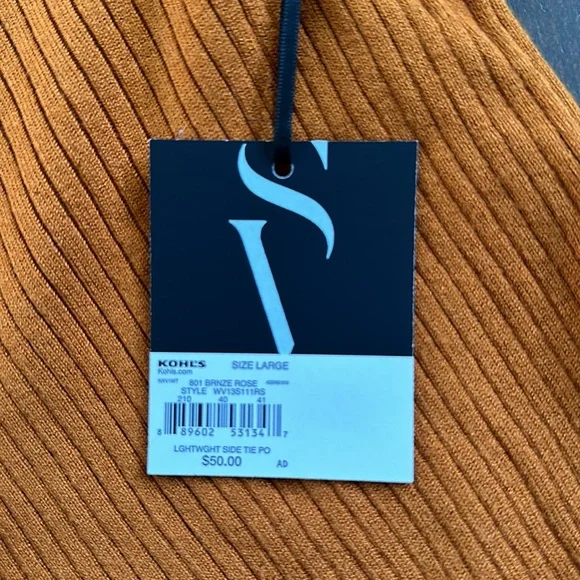 SV
KOHL'S SIZE LARGE
Kohls.com
801 BRNZE ROSE
STYLE WV13S111RS
210 40 41
8 89602 53134 7
LGHTWGHT SIDE TIE PO
$50.00 AD